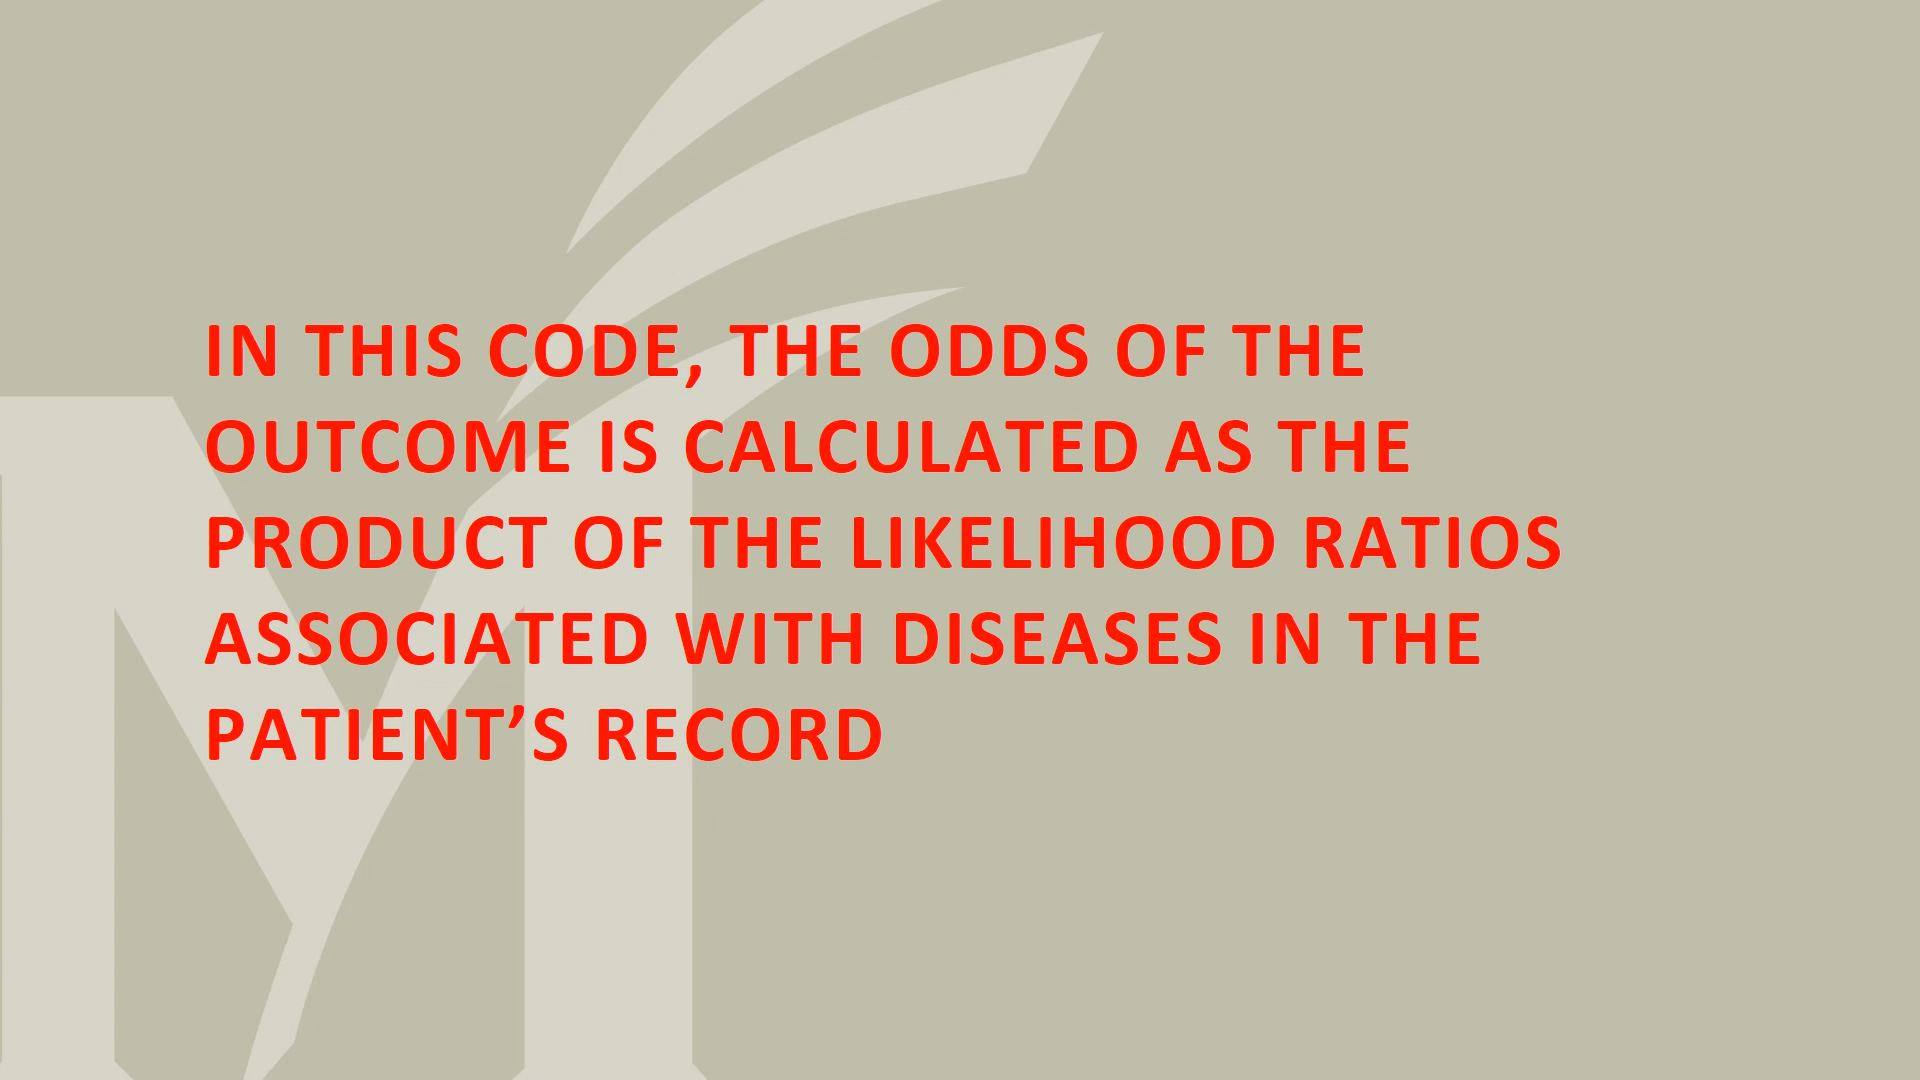 IN THIS CODE, THE ODDS OF THE
OUTCOME IS CALCULATED AS THE
PRODUCT OF THE LIKELIHOOD RATIOS
ASSOCIATED WITH DISEASES IN THE
PATIENT’S RECORD